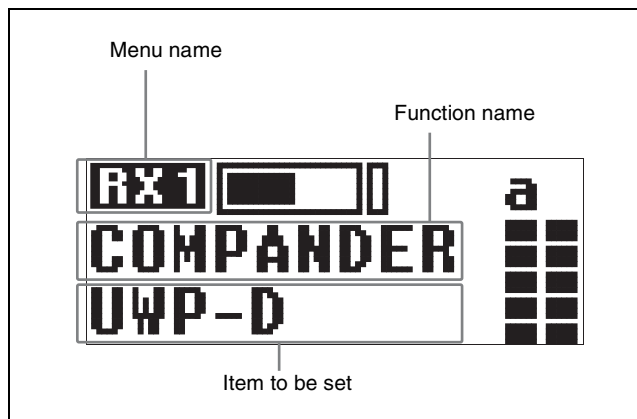 Menu name
Function name
RX1
a
COMPANDER
UWP-D
Item to be set